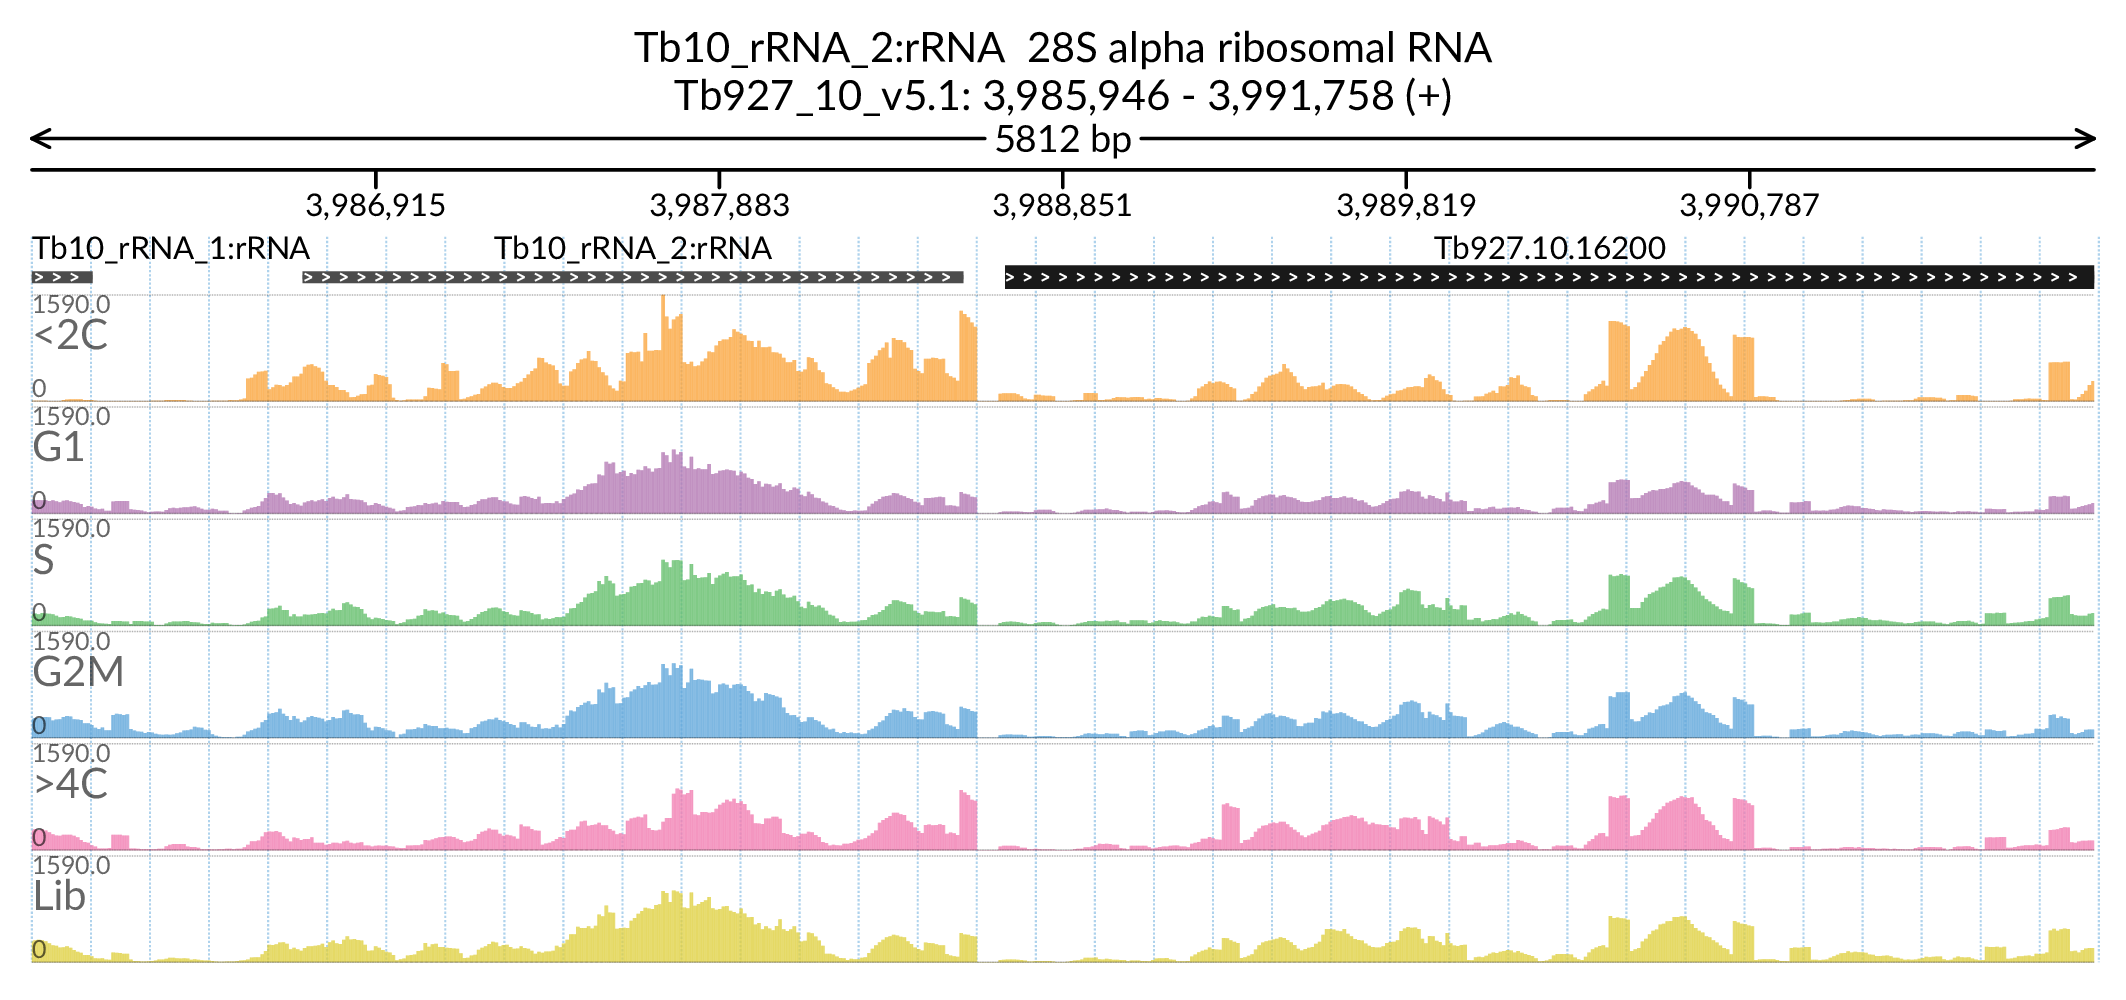 Tb10_rRNA_2:rRNA  28S alpha ribosomal RNA
Tb927_10_v5.1: 3,985,946 - 3,991,758 (+)
5812 bp
3,986,915 3,987,883 3,988,851 3,989,819 3,990,787
Tb10_rRNA_1:rRNA Tb10_rRNA_2:rRNA Tb927.10.16200
1590.0
<2C
0
1590.0
G1
0
1590.0
S
0
1590.0
G2M
0
1590.0
>4C
0
1590.0
Lib
0